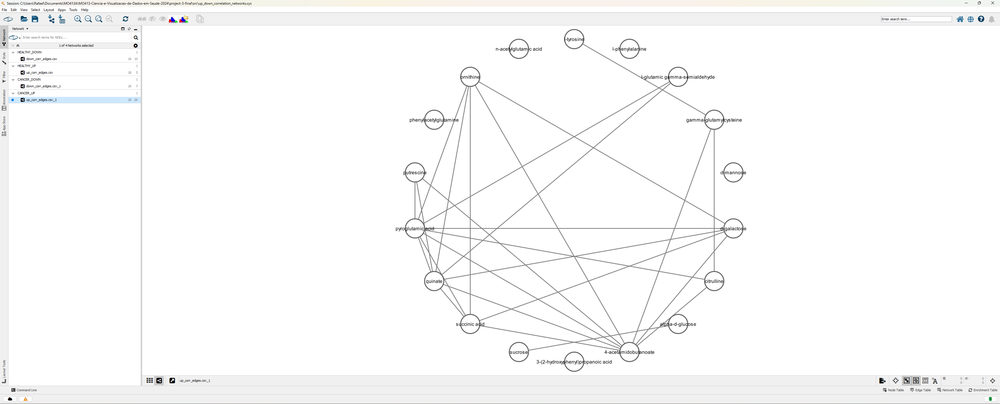 Session: C:\Users\Rafael\Documents\MO413A\MO413-Ciencia-e-Visualizacao-de-Dados-em-Saude-2024\project-3-final\src\up_down_correlation_networks.cys
File Edit View Select Layout Apps Tools Help
Enter search term...
Network
Enter search terms for NDEx...
1 of 4 Networks selected
HEALTHY_DOWN 1
down_corr_edges.csv 16 10
HEALTHY_UP 1
up_corr_edges.csv 18 5
CANCER_DOWN 1
down_corr_edges.csv_1 16 7
CANCER_UP 1
up_corr_edges.csv_1 18 26
Network
Style
Filter
Annotation
App Store
Layout Tools
l-tyrosine
n-acetylglutamic acid
l-phenylalanine
ornithine
l-glutamic gamma-semialdehyde
phenylacetylglutamine
gamma-glutamylcysteine
putrescine
d-mannose
pyroglutamic acid
d-galactose
quinate
citrulline
succinic acid
alpha-d-glucose
sucrose
4-acetamidobutanoate
3-(2-hydroxyphenyl)propanoic acid
up_corr_edges.csv_1
0 0
0 0
Command Line
Node Table Edge Table Network Table Enrichment Table